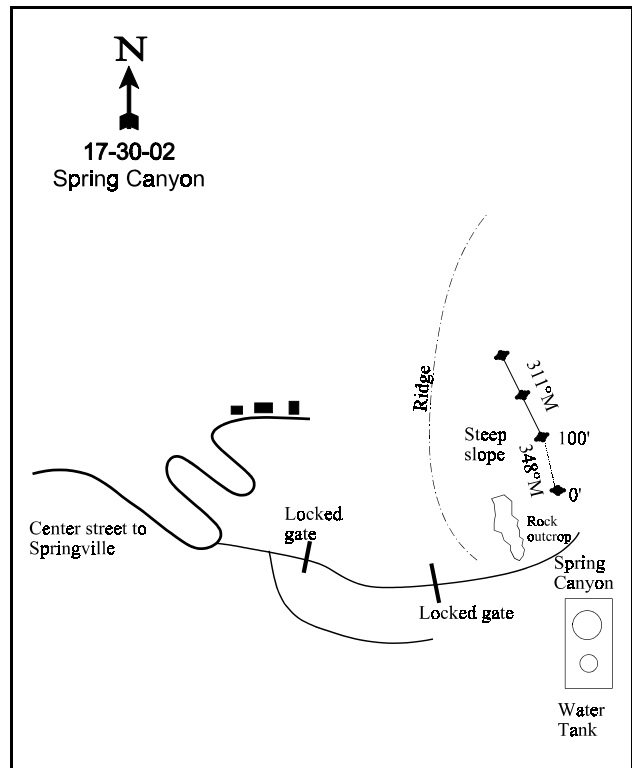 N
17-30-02
Spring Canyon
Ridge
311°M
Steep
slope
100'
348°M
0'
Rock
outcrop
Center street to
Springville
Locked
gate
Locked gate
Spring
Canyon
Water
Tank